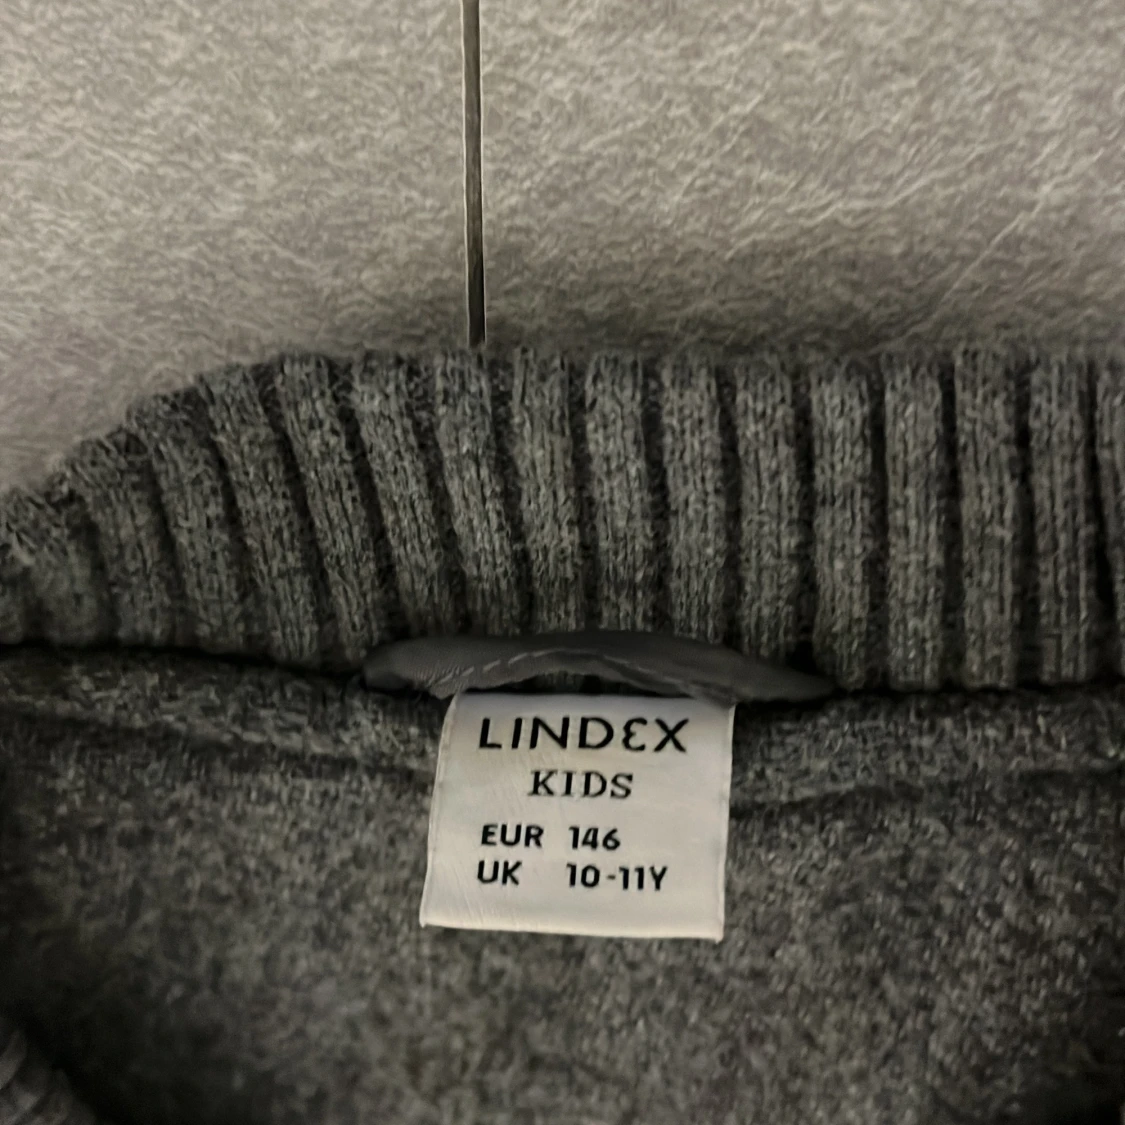 LINDEX
KIDS
EUR 146
UK 10-11Y